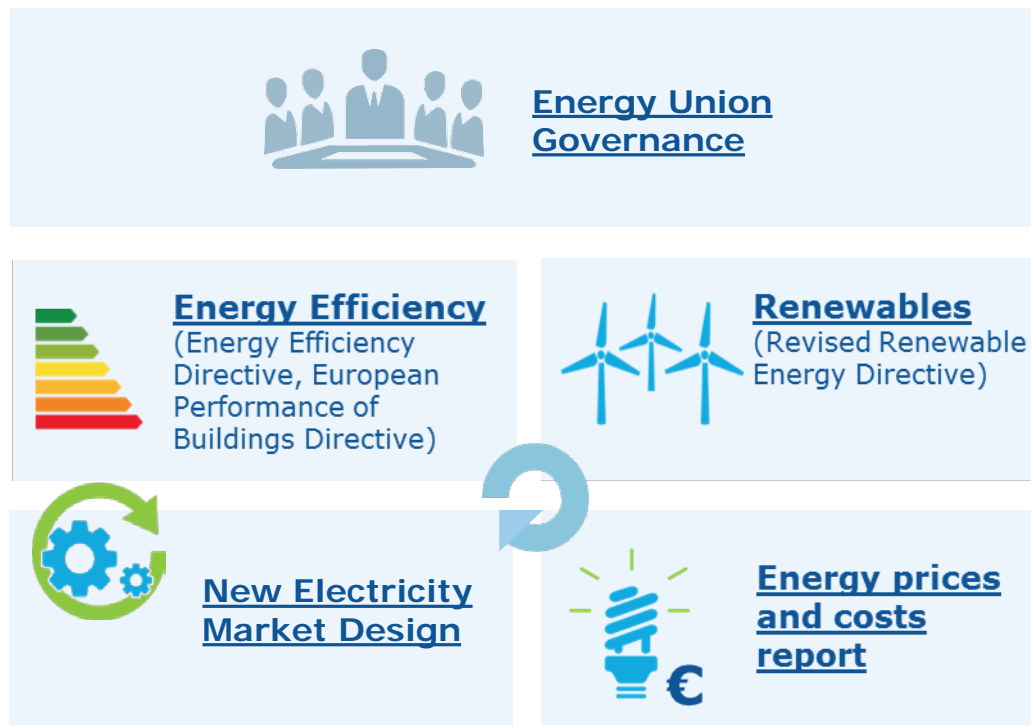 Energy Union
Governance
Energy Efficiency
(Energy Efficiency
Directive, European
Performance of
Buildings Directive)
Renewables
(Revised Renewable
Energy Directive)
New Electricity
Market Design
Energy prices
and costs
report
€